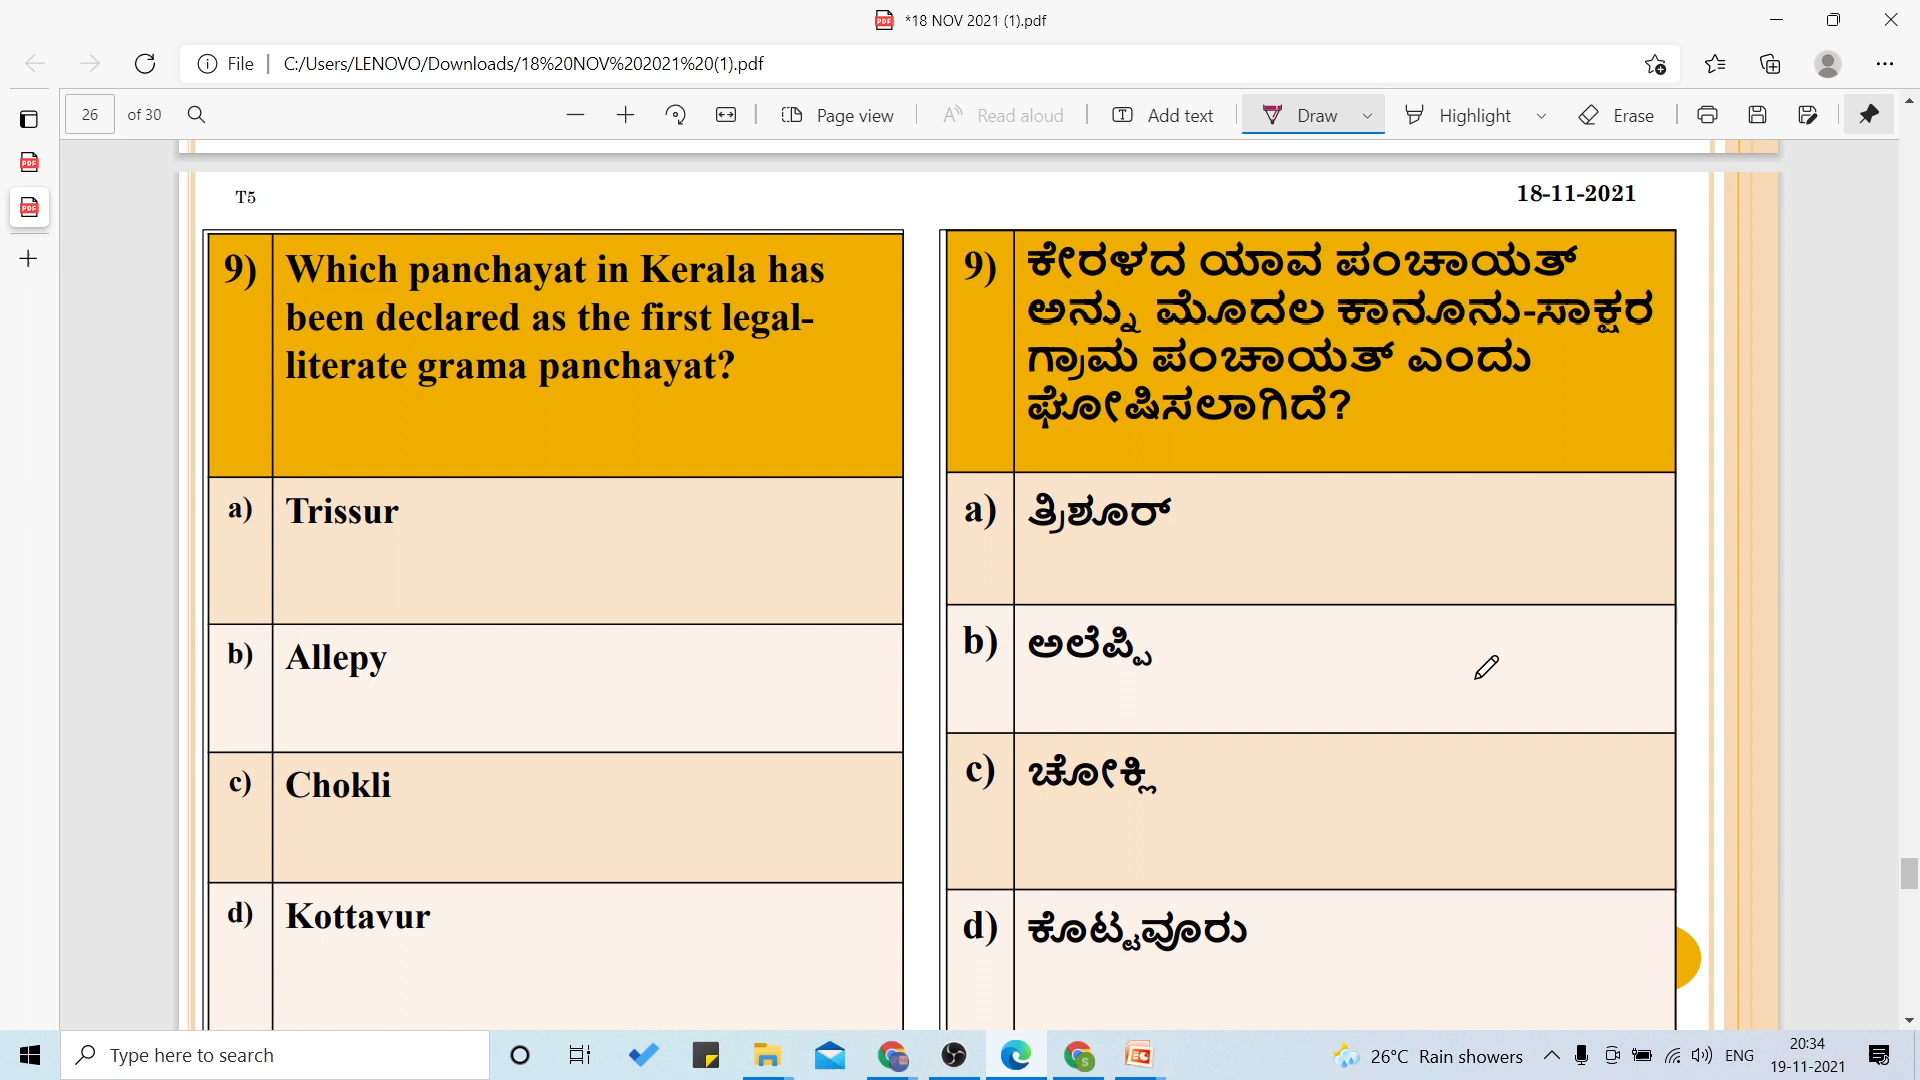 *18 NOV 2021 (1).pdf
File
C:/Users/LENOVO/Downloads/18%20NOV%202021%20(1).pdf
26 of 30
Page view
Read aloud
Add text
Draw
Highlight
Erase
T5
18-11-2021
9) Which panchayat in Kerala has
been declared as the first legal-
literate grama panchayat?
a) Trissur
b) Allepy
c) Chokli
d) Kottavur
9) ಕೇರಳದ ಯಾವ ಪಂಚಾಯತ್
ಅನ್ನು ಮೊದಲ ಕಾನೂನು-ಸಾಕ್ಷರ
ಗ್ರಾಮ ಪಂಚಾಯತ್ ಎಂದು
ಘೋಷಿಸಲಾಗಿದೆ?
a) ತ್ರಿಶೂರ್
b) ಅಲೆಪ್ಪಿ
c) ಚೋಕ್ಲಿ
d) ಕೊಟ್ಟವೂರು
Type here to search
26°C Rain showers
ENG
20:34
19-11-2021